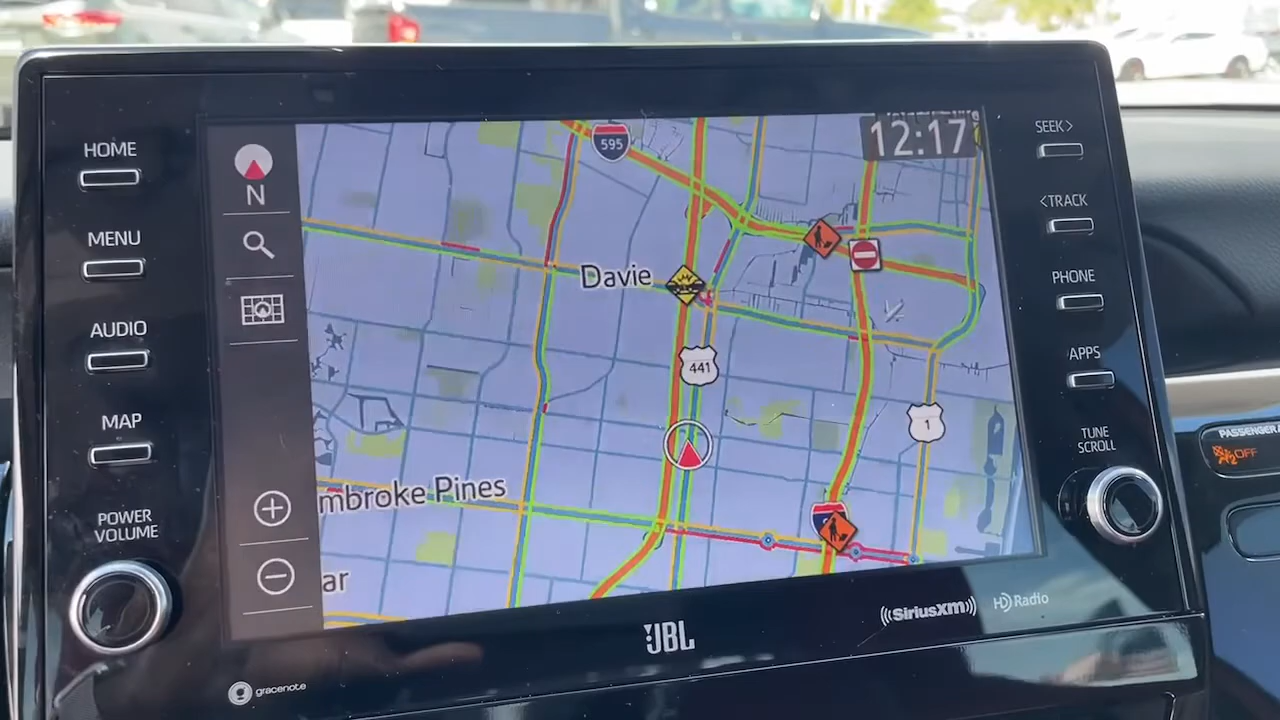 HOME
MENU
AUDIO
MAP
POWER
VOLUME
N
595
12:17
Davie
441
1
mbroke Pines
ar
SEEK>
<TRACK
PHONE
APPS
TUNE
SCROLL
PASSENGER
OFF
JBL
SiriusXM
HD Radio
gracenote